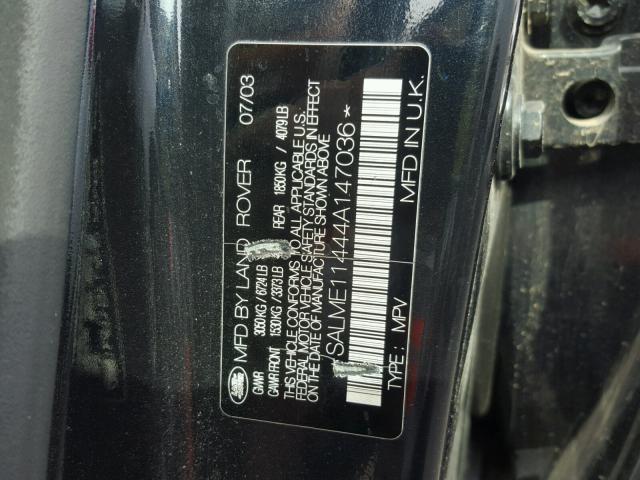 LAND ROVER
MFD BY LAND ROVER 07/03
GVWR 3050KG / 6724LB
GAWR FRONT 1530KG / 3373LB REAR 1850KG / 4079LB
THIS VEHICLE CONFORMS TO ALL APPLICABLE U.S.
FEDERAL MOTOR VEHICLE SAFETY STANDARDS IN EFFECT
ON THE DATE OF MANUFACTURE SHOWN ABOVE
SALME11444A147036*
TYPE : MPV MFD IN U.K.